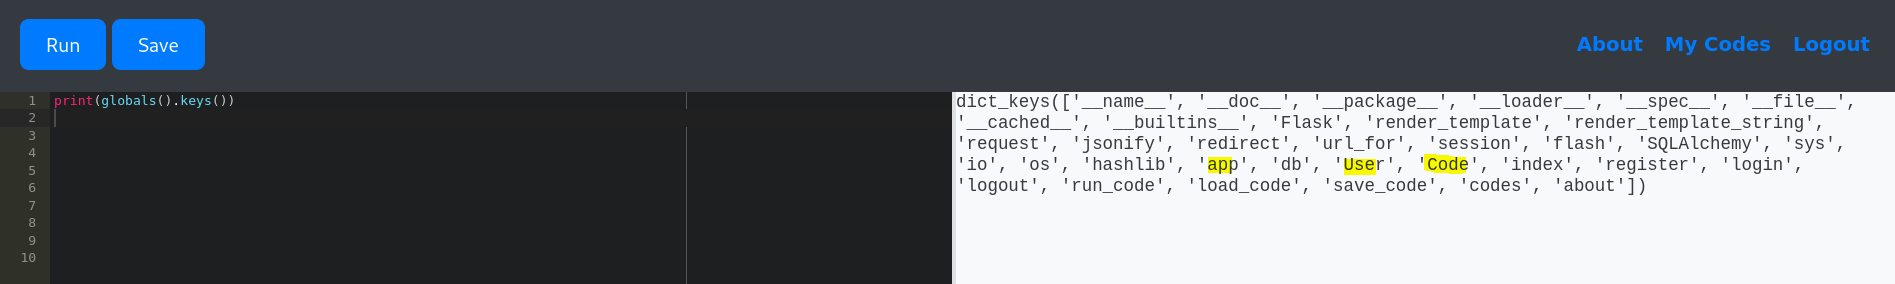 Run Save About My Codes Logout
1 print(globals().keys())
2
3
4
5
6
7
8
9
10
dict_keys(['__name__', '__doc__', '__package__', '__loader__', '__spec__', '__file__',
'__cached__', '__builtins__', 'Flask', 'render_template', 'render_template_string',
'request', 'jsonify', 'redirect', 'url_for', 'session', 'flash', 'SQLAlchemy', 'sys',
'io', 'os', 'hashlib', 'app', 'db', 'User', 'Code', 'index', 'register', 'login',
'logout', 'run_code', 'load_code', 'save_code', 'codes', 'about'])